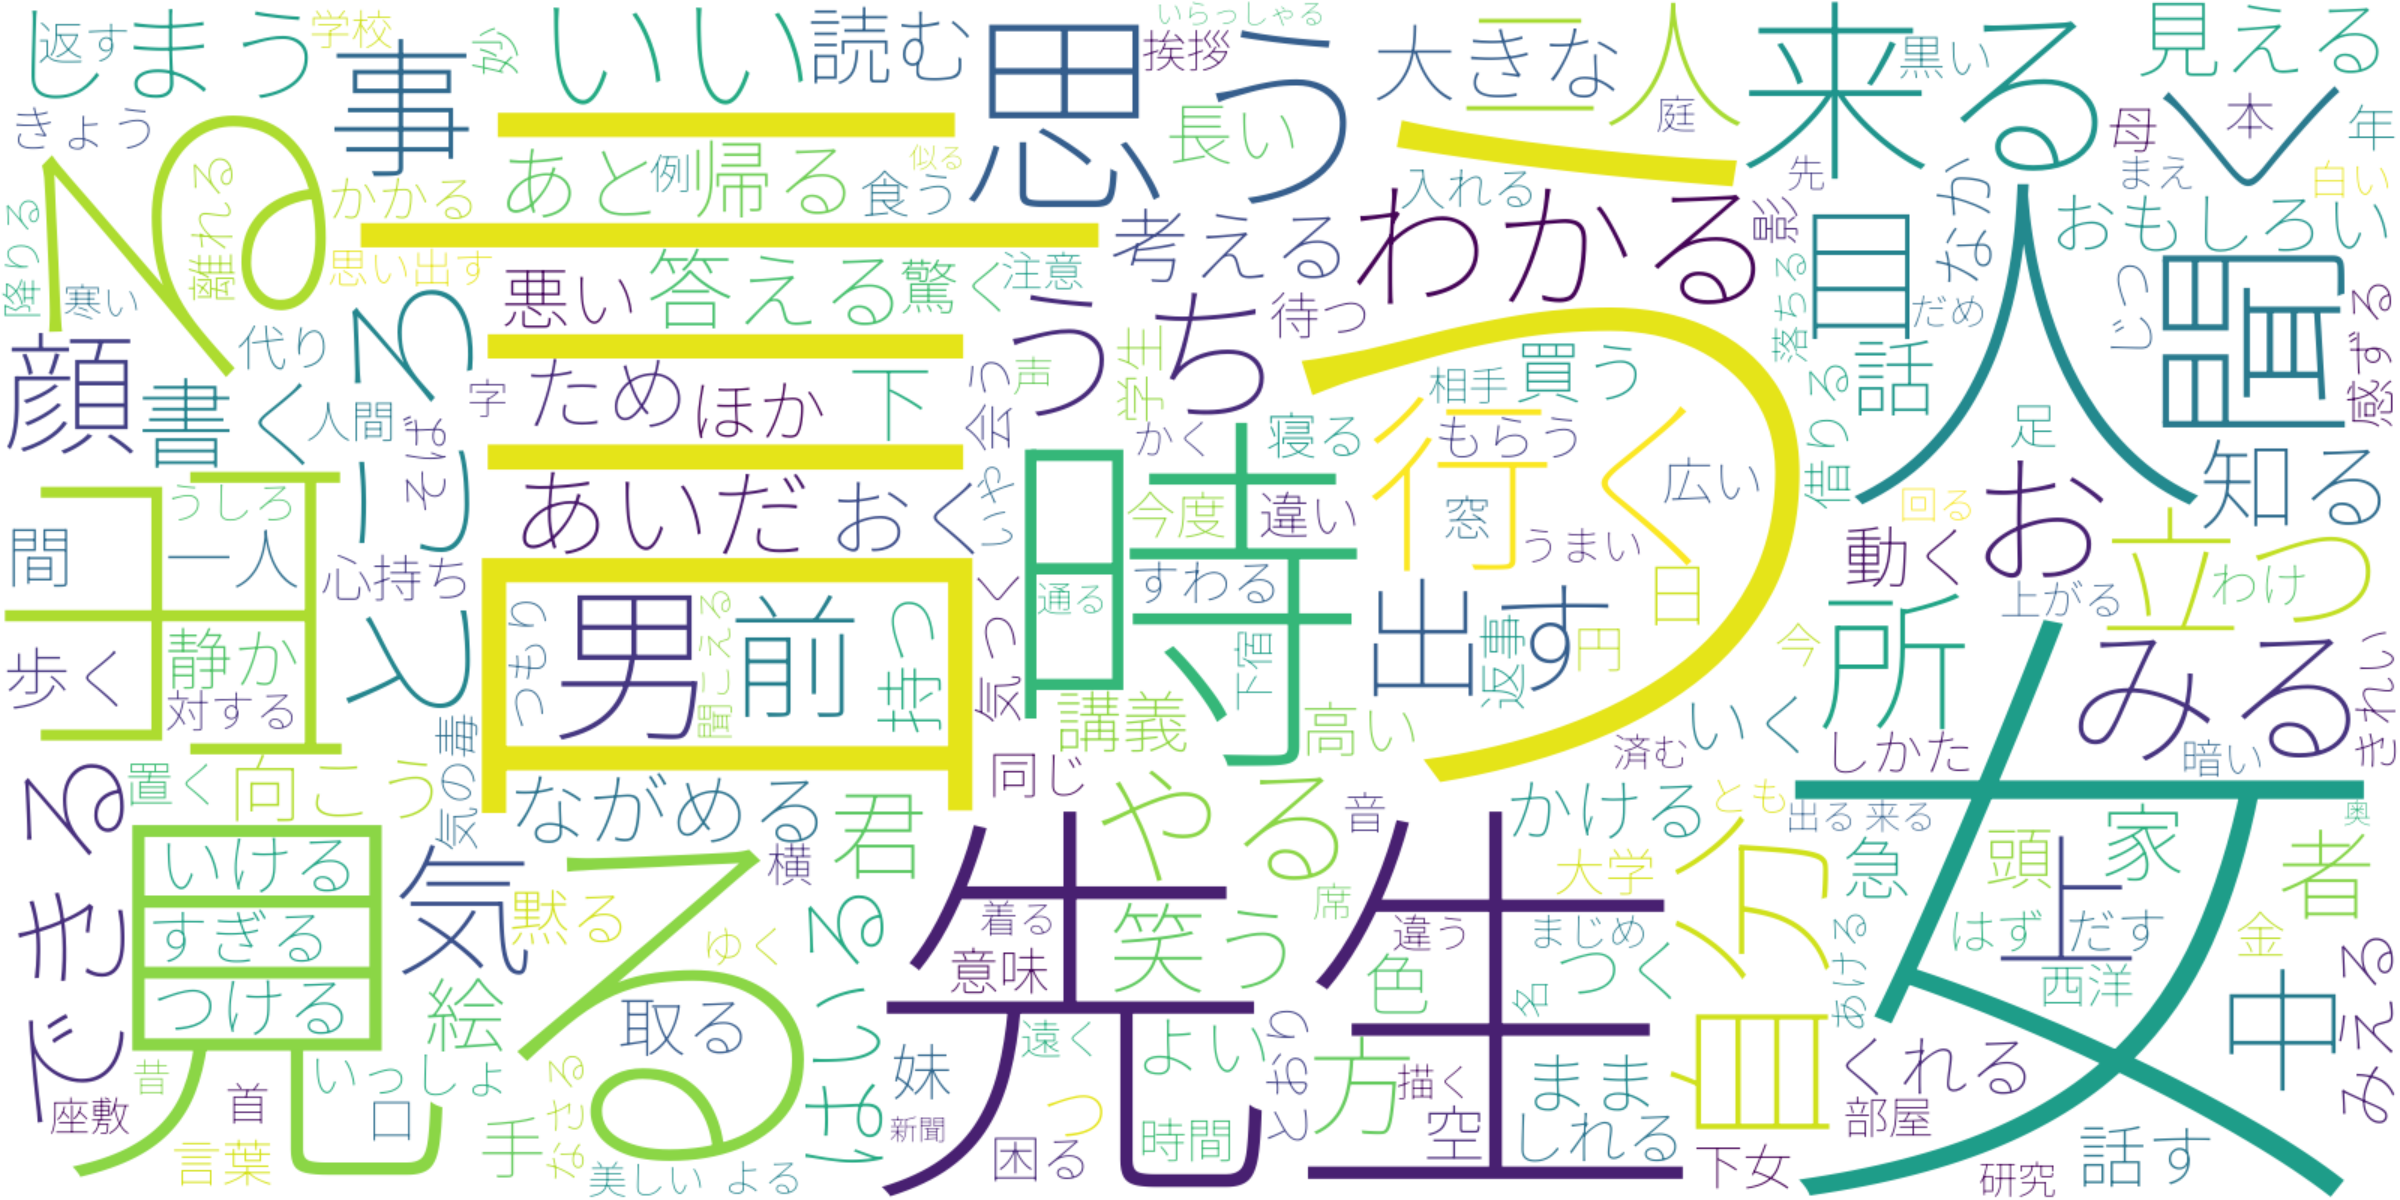 返す
しまう
学校
妙
いい
読む
いらっしゃる
挨拶
思う
大きな
二人
来る
黒い
見える
きょう
事
長い
庭
母
本
年
出る
離れる
かかる
あと
例
帰る
似る
食う
入れる
先
まえ
白い
言う
降りる
寒い
思い出す
悪い
答える
驚く
注意
考える
うち
待つ
わかる
影
目
人
なか
おもしろい
聞く
落ちる
だめ
じっ
感ずる
顔
書く
代り
人間
そば
とり
字
ため
ほか
下
会う
声
学生
かく
寝る
相手
買う
行く
もらう
広い
窓
借りる
話
足
知る
間
うしろ
一人
心持ち
あいだ
おく
いや
時
今度
違い
うまい
回る
動く
お
立つ
わけ
上がる
出す
日
所
みる
歩く
静か
対する
つもり
男
聞こえる
前
持つ
気つく
通る
すわる
下宿
講義
高い
返事
円
今
いく
済む
しかた
暗い
きれい
できる
置く
向こう
気の毒
ながめる
君
同じ
やる
音
かける
とも
出る
来る
奥
見る
いける
すぎる
つける
気
黙る
横
はいる
ゆく
先生
着る
意味
笑う
席
違う
色
大学
まじめ
つく
名
自分
急
あける
女
頭
家
上
はず
だす
西洋
者
金
中
みえる
昔
座敷
首
言葉
口
いっしょ
絵
手
なさる
取る
美しい
よる
妹
新聞
遠く
つ
困る
よい
時間
とおり
方
描く
空
まま
しれる
くれる
部屋
下女
研究
話す